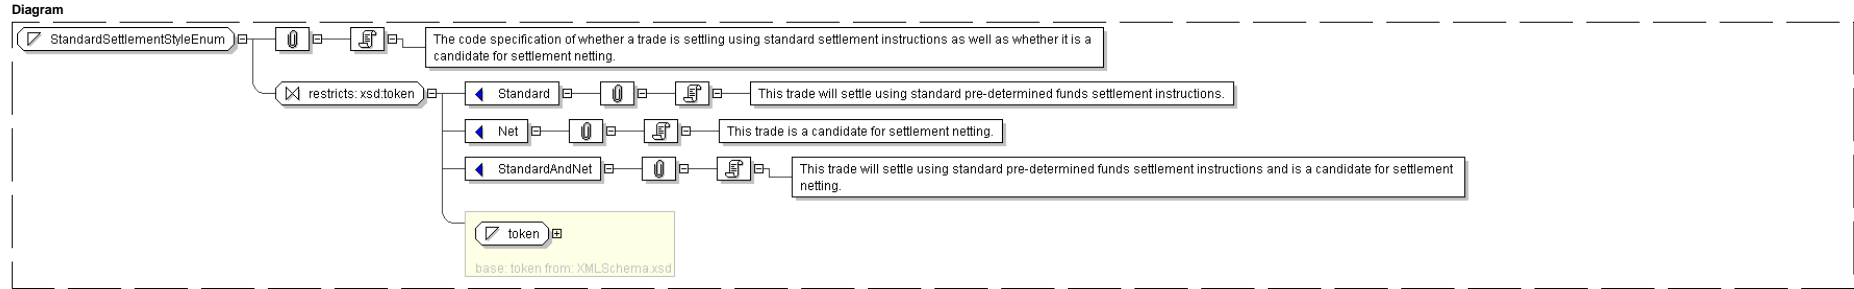 Diagram
StandardSettlementStyleEnum
The code specification of whether a trade is settling using standard settlement instructions as well as whether it is a
candidate for settlement netting.
restricts: xsd:token
Standard
This trade will settle using standard pre-determined funds settlement instructions.
Net
This trade is a candidate for settlement netting.
StandardAndNet
This trade will settle using standard pre-determined funds settlement instructions and is a candidate for settlement
netting.
token
base: token from: XMLSchema.xsd